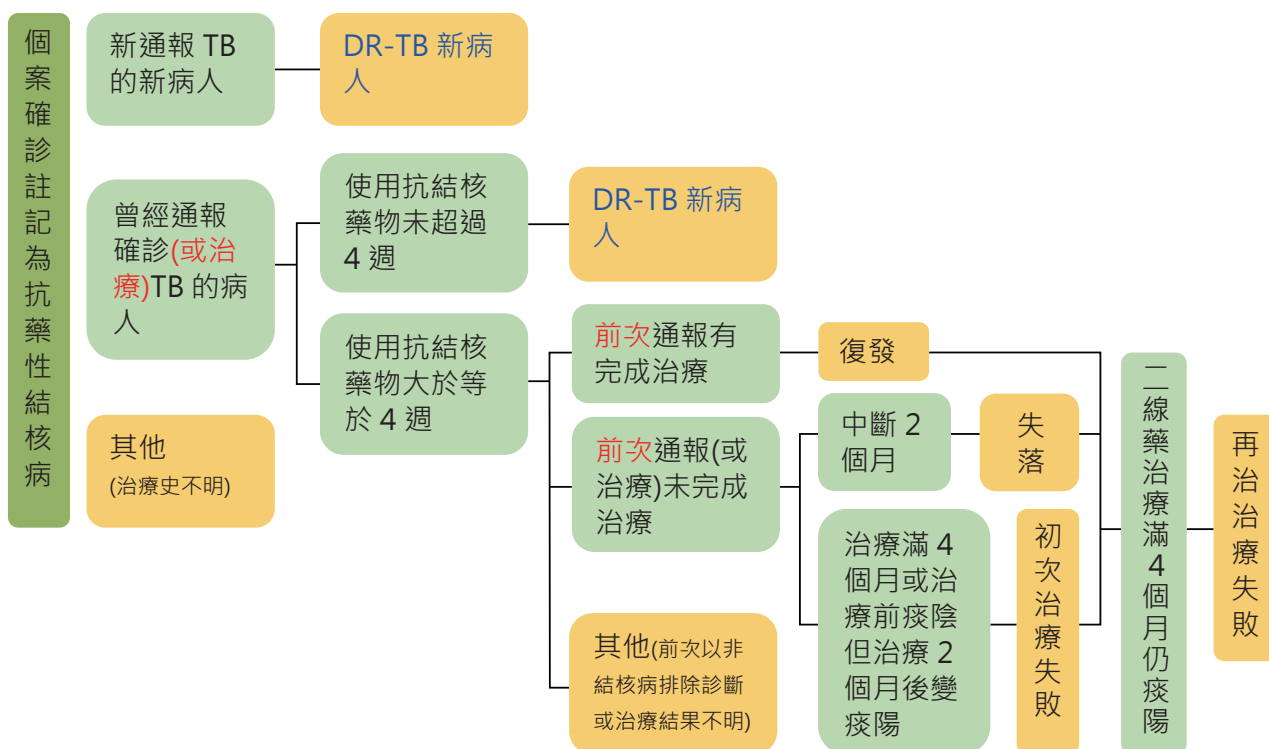 個案確診註記為抗藥性結核病
新通報 TB
的新病人
DR-TB 新病
人
曾經通報
確診(或治
療)TB 的病
人
使用抗結核
藥物未超過
4 週
DR-TB 新病
人
使用抗結核
藥物大於等
於 4 週
前次通報有
完成治療
復發
前次通報(或
治療)未完成
治療
中斷 2
個月
失
落
治療滿 4
個月或治
療前痰陰
但治療 2
個月後變
痰陽
初次治療失敗
其他(前次以非
結核病排除診斷
或治療結果不明)
二線藥治療滿4個月仍痰陽
再治治療失敗
其他
(治療史不明)